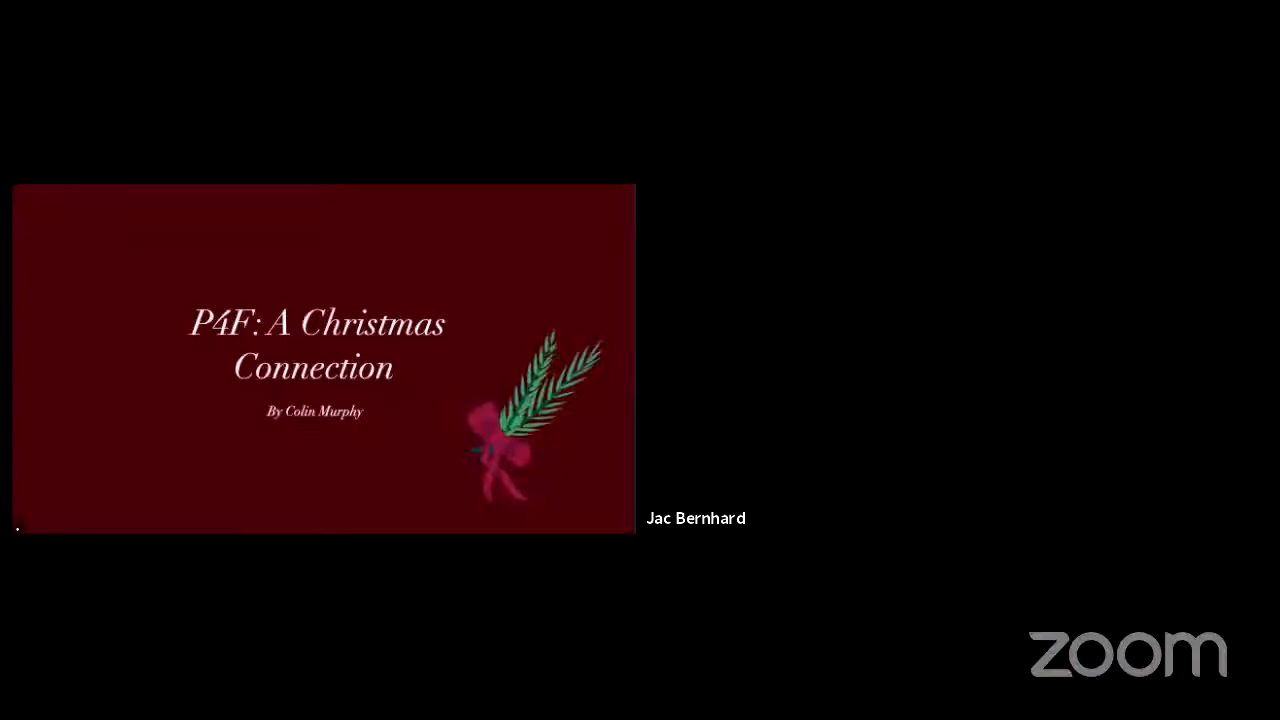 P4F: A Christmas
Connection
By Colin Murphy
.
Jac Bernhard
zoom